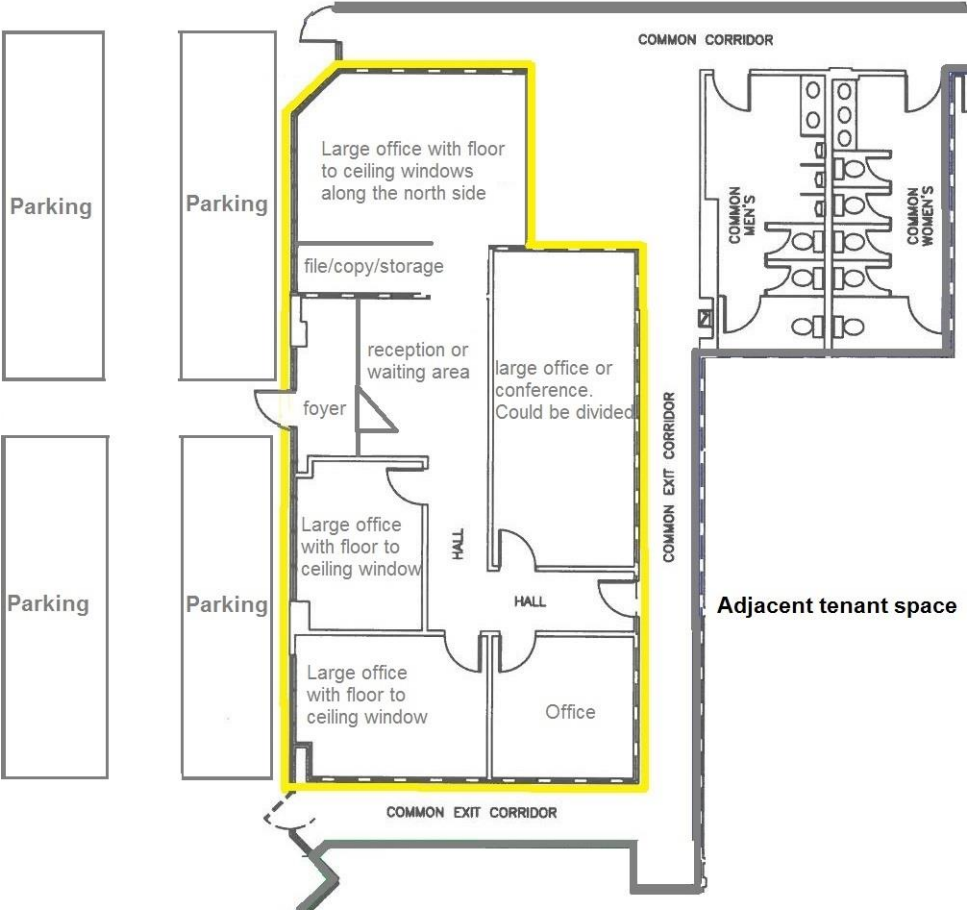 COMMON CORRIDOR
Large office with floor
to ceiling windows
along the north side
Parking
Parking
COMMON
MEN'S
COMMON
WOMEN'S
file/copy/storage
reception or
waiting area
large office or
conference.
Could be divided
foyer
COMMON EXIT CORRIDOR
Large office
with floor to
ceiling window
HALL
HALL
Parking
Parking
Adjacent tenant space
Large office
with floor to
ceiling window
Office
COMMON EXIT CORRIDOR